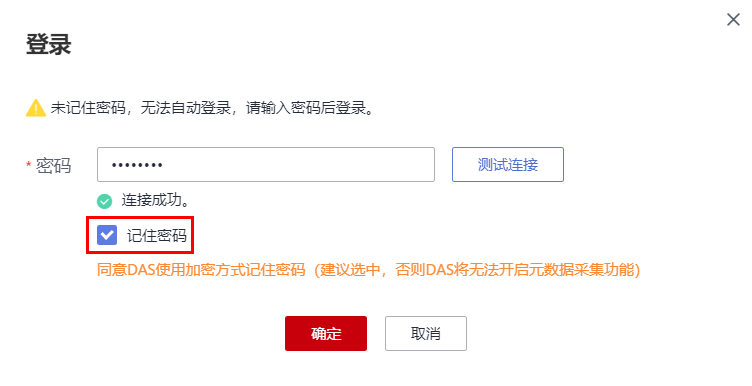 登录
未记住密码，无法自动登录，请输入密码后登录。
* 密码 •••••••• 测试连接
连接成功。
记住密码
同意DAS使用加密方式记住密码（建议选中，否则DAS将无法开启元数据采集功能）
确定 取消